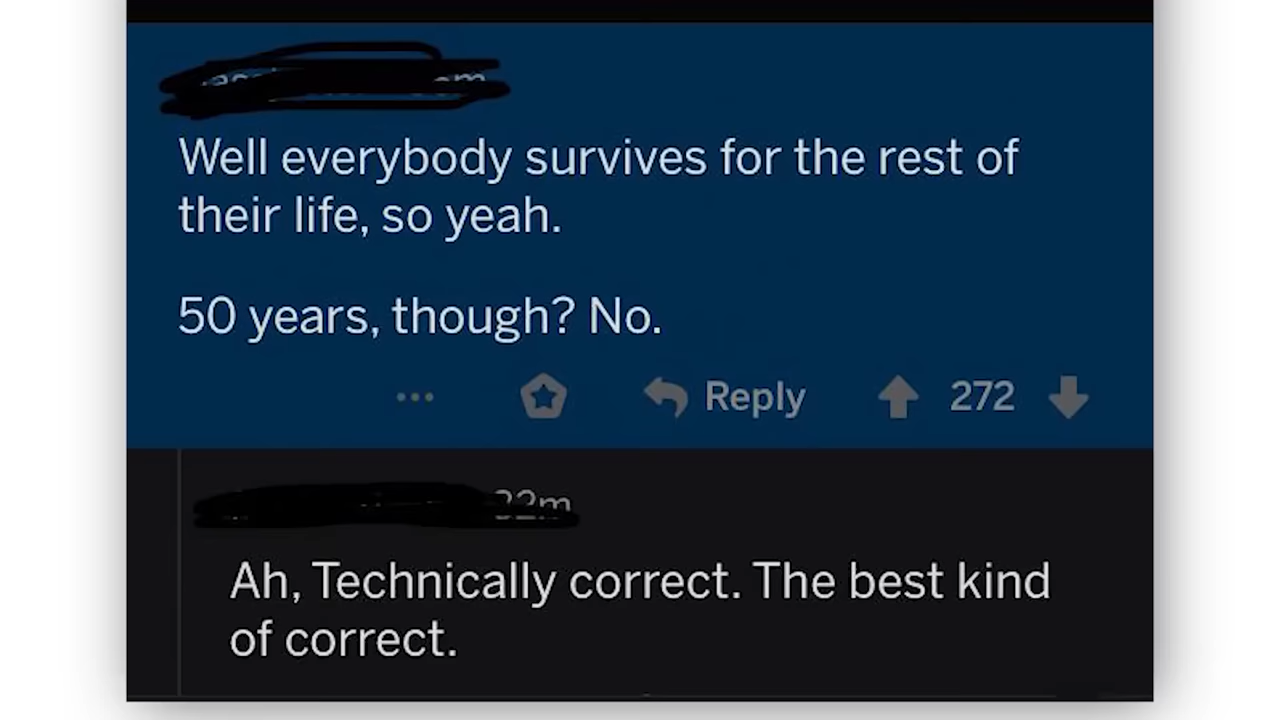 Well everybody survives for the rest of
their life, so yeah.
50 years, though? No.
... Reply 272
Ah, Technically correct. The best kind
of correct.